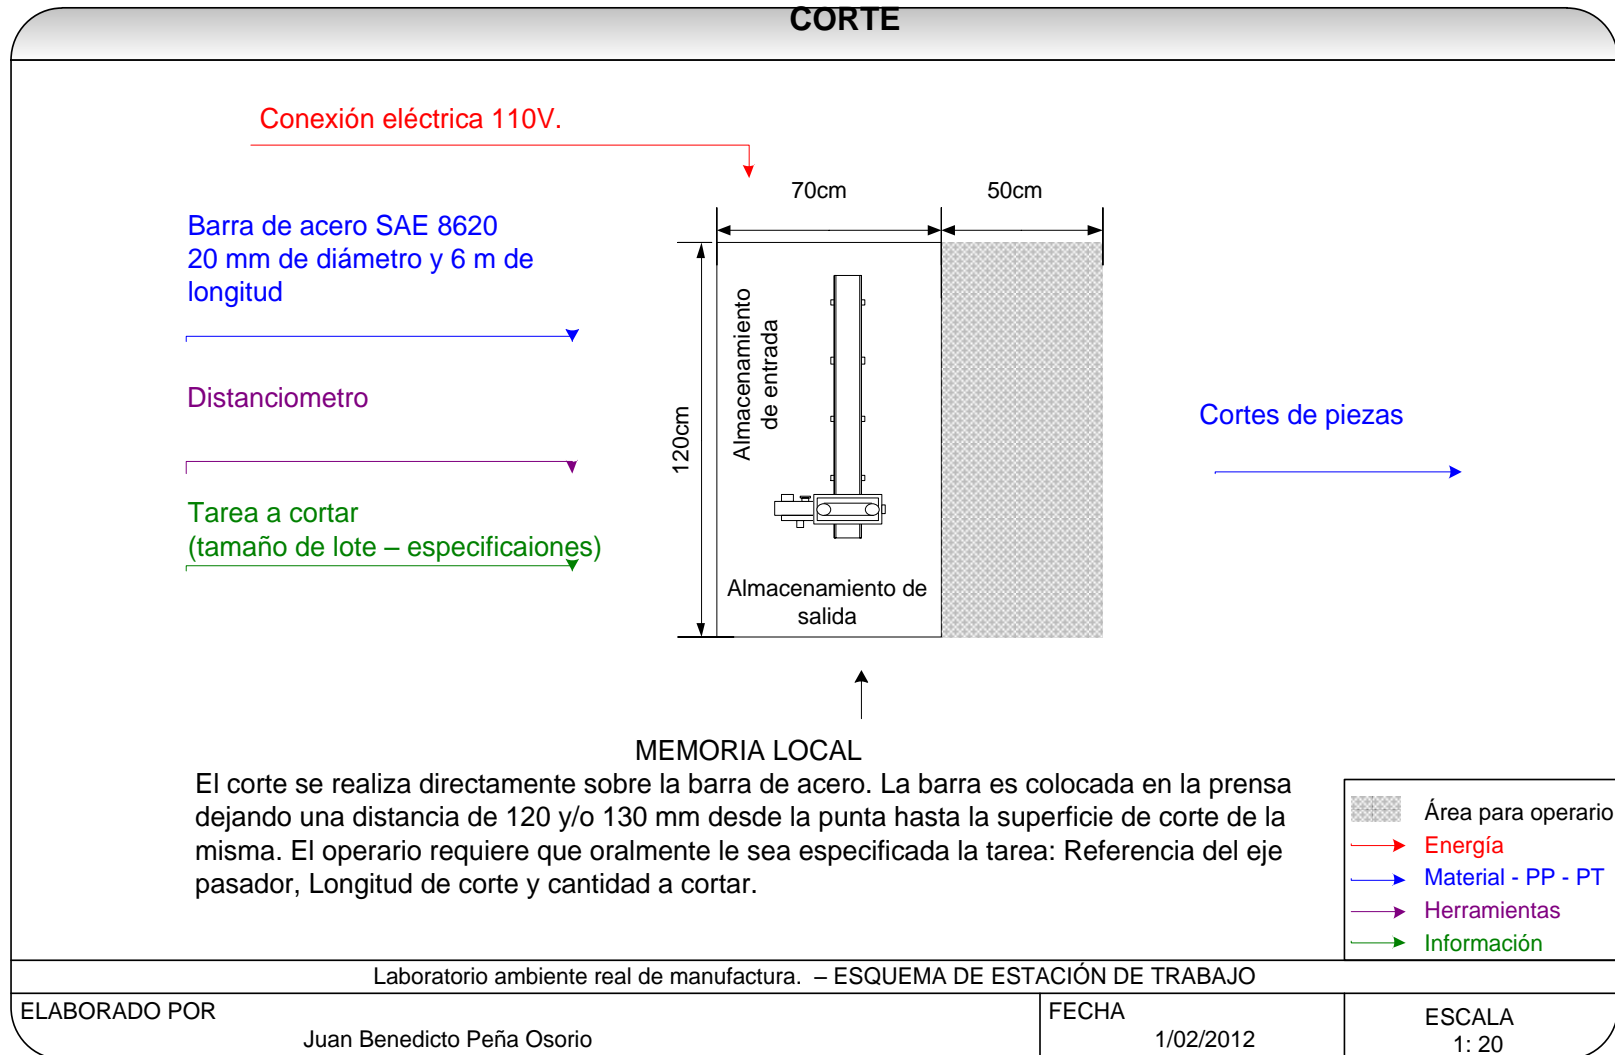 CORTE
Conexión eléctrica 110V.
70cm
50cm
Barra de acero SAE 8620
20 mm de diámetro y 6 m de
longitud
Distanciometro
Tarea a cortar
(tamaño de lote – especificaiones)
120cm
Almacenamiento
de entrada
Almacenamiento de
salida
Cortes de piezas
MEMORIA LOCAL
El corte se realiza directamente sobre la barra de acero. La barra es colocada en la prensa
dejando una distancia de 120 y/o 130 mm desde la punta hasta la superficie de corte de la
misma. El operario requiere que oralmente le sea especificada la tarea: Referencia del eje
pasador, Longitud de corte y cantidad a cortar.
Área para operario
Energía
Material - PP - PT
Herramientas
Información
Laboratorio ambiente real de manufactura. – ESQUEMA DE ESTACIÓN DE TRABAJO
ELABORADO POR
Juan Benedicto Peña Osorio
FECHA
1/02/2012
ESCALA
1: 20